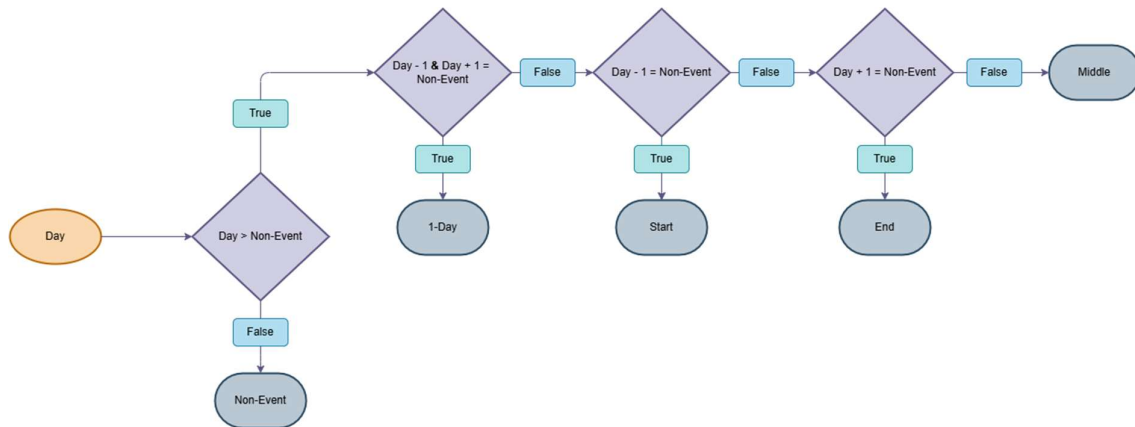 Day
Day > Non-Event
True
False
Non-Event
Day - 1 & Day + 1 =
Non-Event
True
1-Day
False
Day - 1 = Non-Event
True
Start
False
Day + 1 = Non-Event
True
End
False
Middle